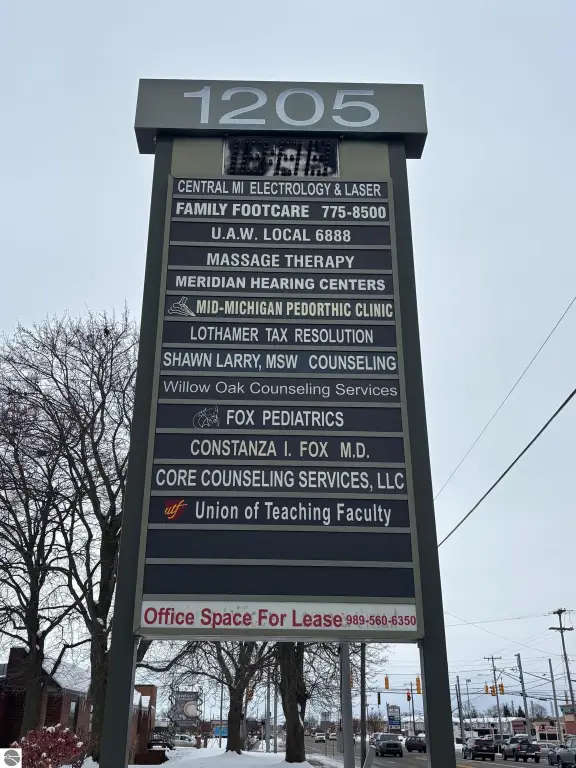 1205
CENTRAL MI ELECTROLOGY & LASER
FAMILY FOOTCARE 775-8500
U.A.W. LOCAL 6888
MASSAGE THERAPY
MERIDIAN HEARING CENTERS
MID-MICHIGAN PEDORTHIC CLINIC
LOTHAMER TAX RESOLUTION
SHAWN LARRY, MSW COUNSELING
Willow Oak Counseling Services
FOX PEDIATRICS
CONSTANZA I. FOX M.D.
CORE COUNSELING SERVICES, LLC
utf Union of Teaching Faculty
Office Space For Lease 989-560-6350